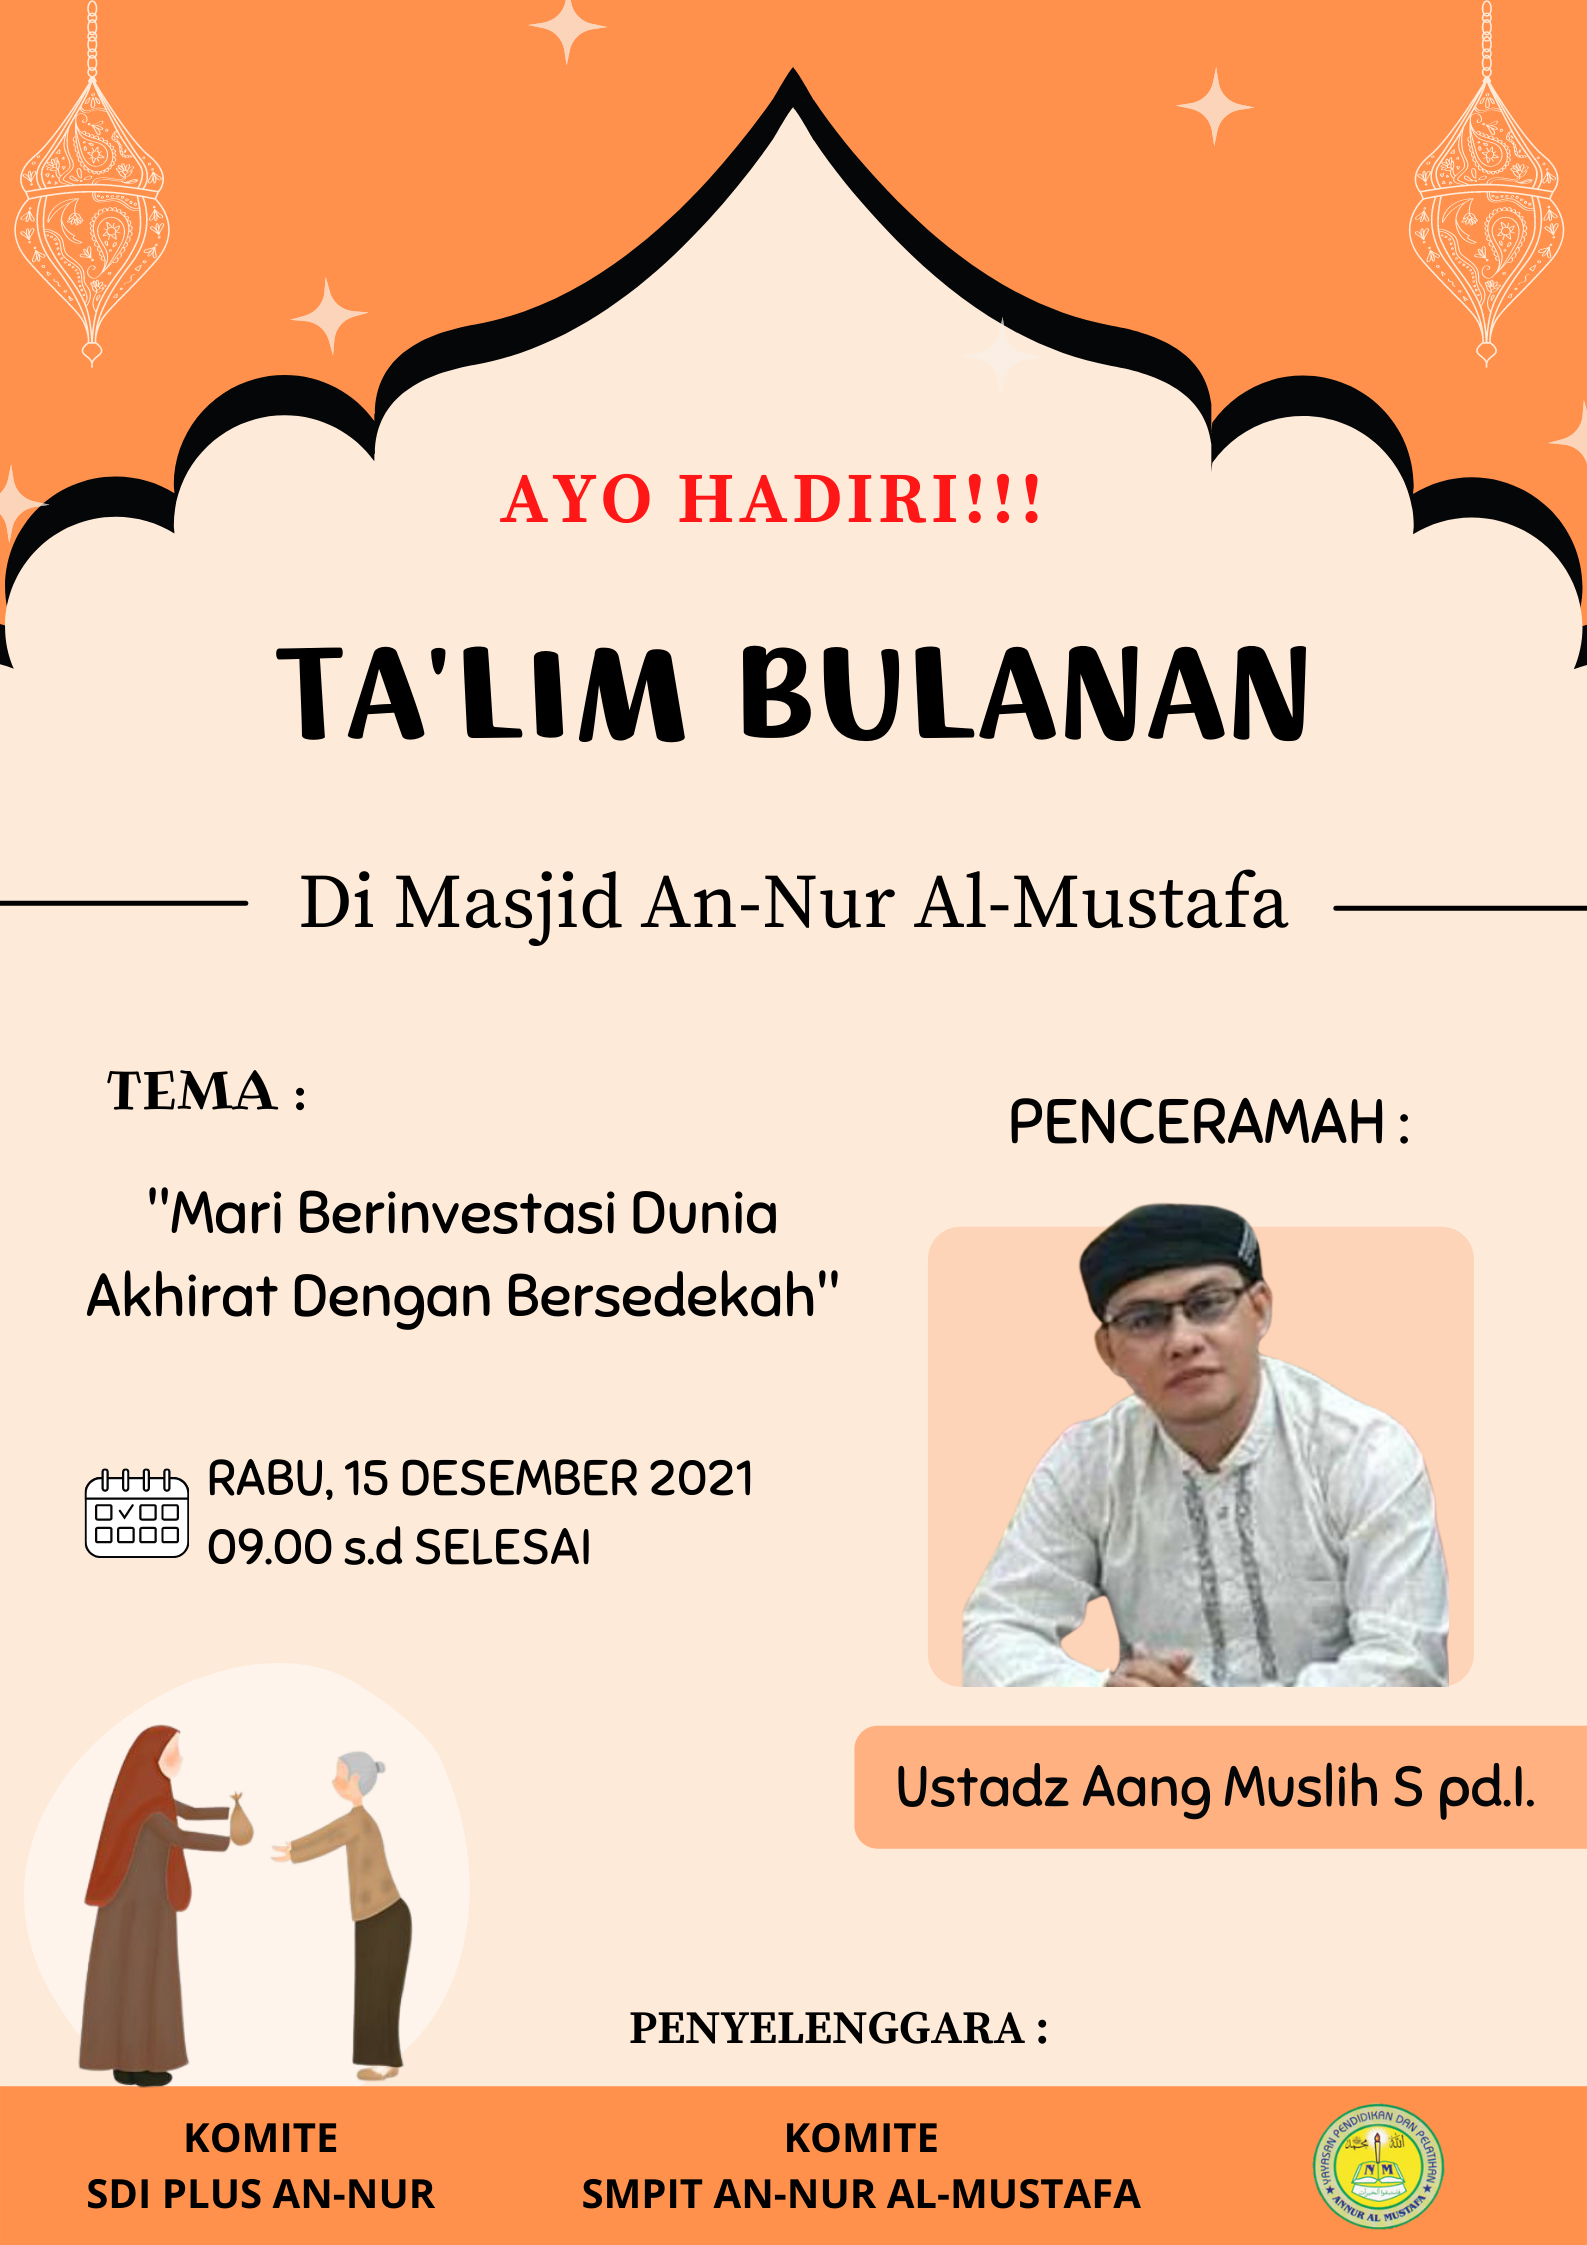 AYO HADIRI!!!
TA'LIM BULANAN
Di Masjid An-Nur Al-Mustafa
TEMA :
"Mari Berinvestasi Dunia
Akhirat Dengan Bersedekah"
RABU, 15 DESEMBER 2021
09.00 s.d SELESAI
PENCERAMAH :
Ustadz Aang Muslih S pd.I.
PENYELENGGARA :
KOMITE
SDI PLUS AN-NUR
KOMITE
SMPIT AN-NUR AL-MUSTAFA
YAYASAN PENDIDIKAN DAN PELATIHAN
الله
محمد
N M
ANNUR AL MUSTAFA